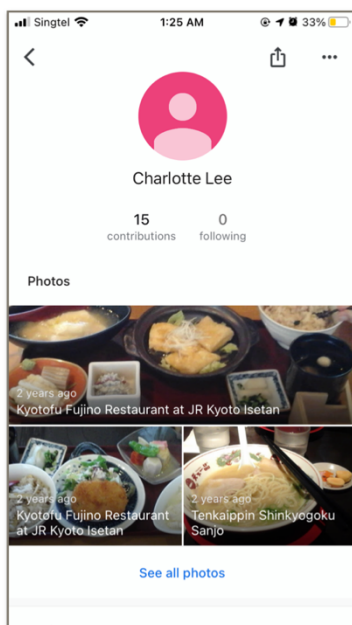 Singtel 1:25 AM 33%
Charlotte Lee
15 0
contributions following
Photos
2 years ago
Kyotofu Fujino Restaurant at JR Kyoto Isetan
2 years ago
Kyotofu Fujino Restaurant
at JR Kyoto Isetan
2 years ago
Tenkaippin Shinkyogoku
Sanjo
See all photos